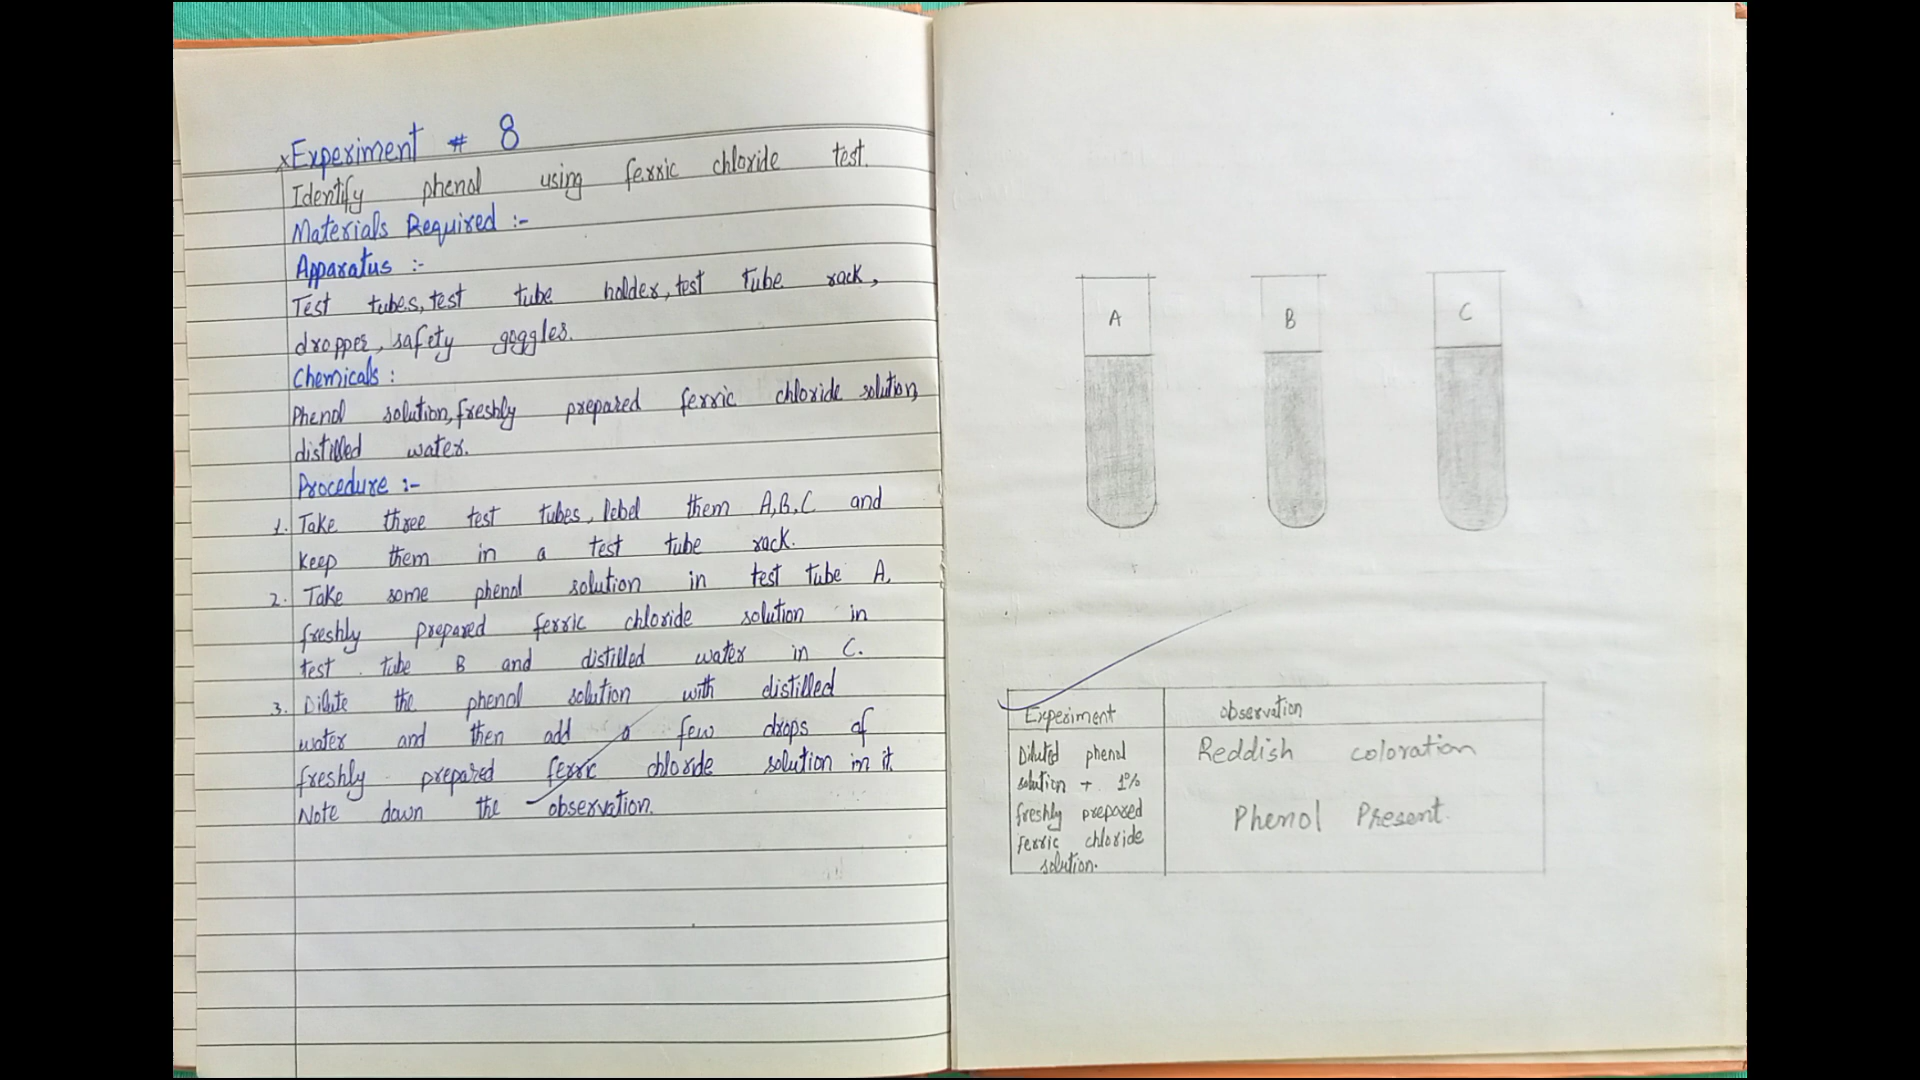 Experiment # 8
Identify phenol using ferric chloride test.
Materials Required :-
Apparatus :-
Test tubes, test tube holder, test tube rack,
dropper, safety goggles.
Chemicals :
Phenol solution, freshly prepared ferric chloride solution,
distilled water.
Procedure :-
1. Take three test tubes, lebel them A, B, C and
keep them in a test tube rack.
2. Take some phenol solution in test tube A,
freshly prepared ferric chloride solution in
test tube B and distilled water in C.
3. Dilute the phenol solution with distilled
water and then add a few drops of
freshly prepared ferric chloride solution in it.
Note down the observation.
A
B
C
Experiment
observation
Diluted phenol
solution + 1%
freshly prepared
ferric chloride
solution.
Reddish coloration
Phenol Present.